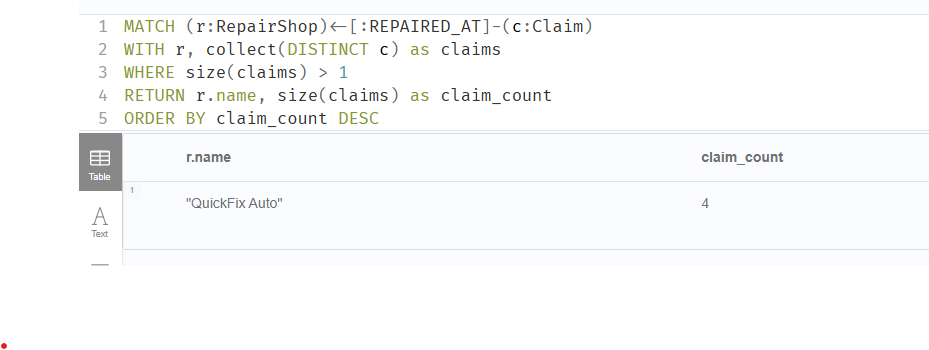 1 MATCH (r:RepairShop)<-[:REPAIRED_AT]-(c:Claim)
2 WITH r, collect(DISTINCT c) as claims
3 WHERE size(claims) > 1
4 RETURN r.name, size(claims) as claim_count
5 ORDER BY claim_count DESC
Table
r.name claim_count
1
"QuickFix Auto" 4
A
Text